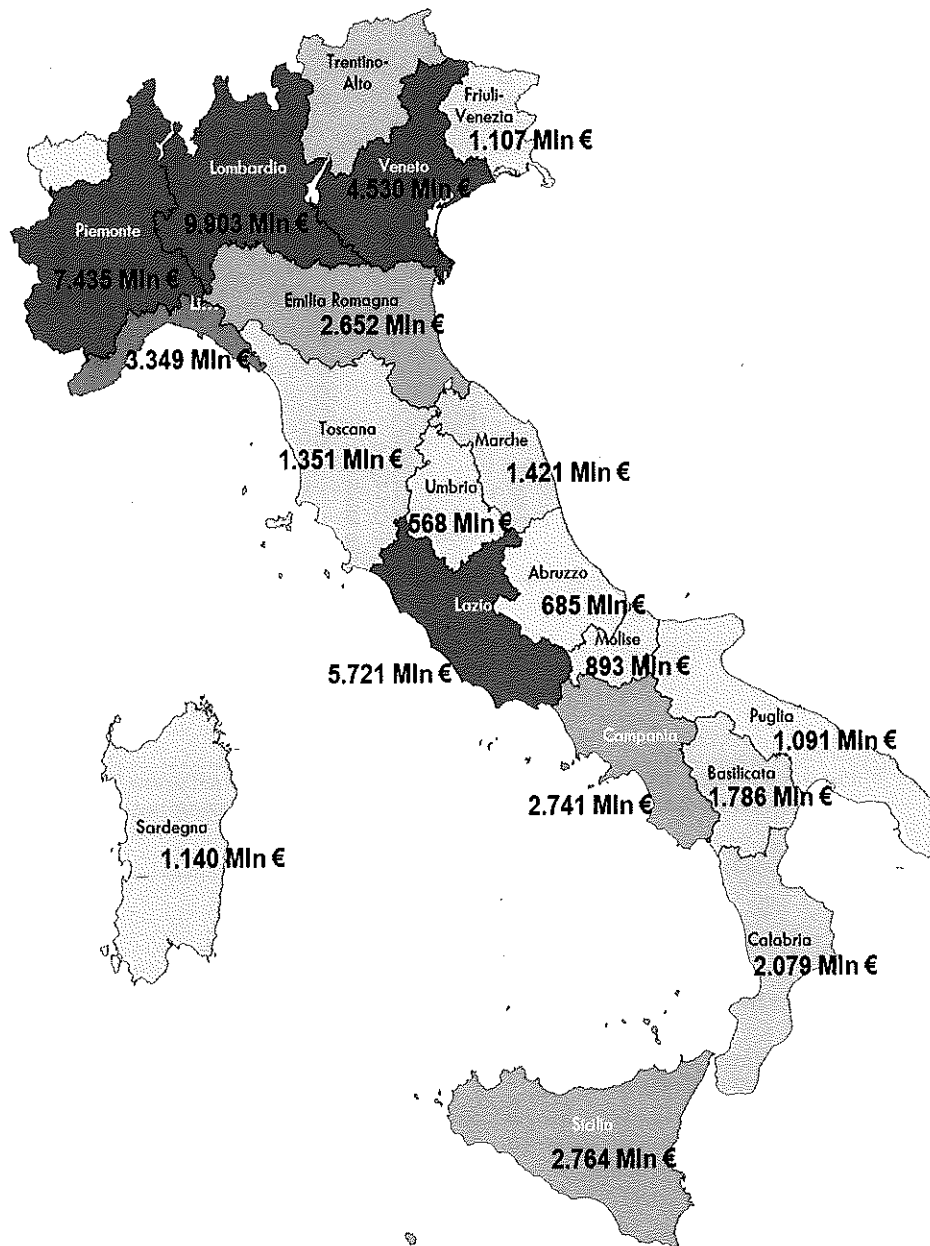 Trentino-
Alto
Friuli-
Venezia
1.107 Mln €
Lombardia
9.903 Mln €
Veneto
4.530 Mln €
Piemonte
7.435 Mln €
Li...
3.349 Mln €
Emilia Romagna
2.652 Mln €
Toscana
1.351 Mln €
Marche
1.421 Mln €
Umbria
568 Mln €
Abruzzo
685 Mln €
Lazio
5.721 Mln €
Molise
893 Mln €
Campania
2.741 Mln €
Puglia
1.091 Mln €
Basilicata
1.786 Mln €
Sardegna
1.140 Mln €
Calabria
2.079 Mln €
Sicilia
2.764 Mln €